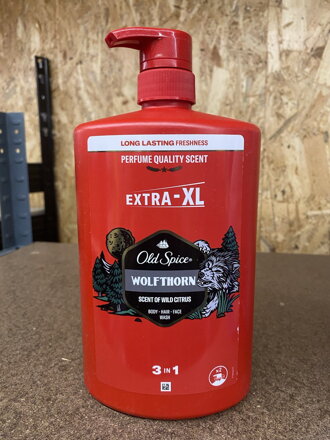 LONG LASTING FRESHNESS
PERFUME QUALITY SCENT
EXTRA-XL
Old Spice®
WOLFTHORN
SCENT OF WILD CITRUS
BODY - HAIR - FACE
WASH
3 IN 1